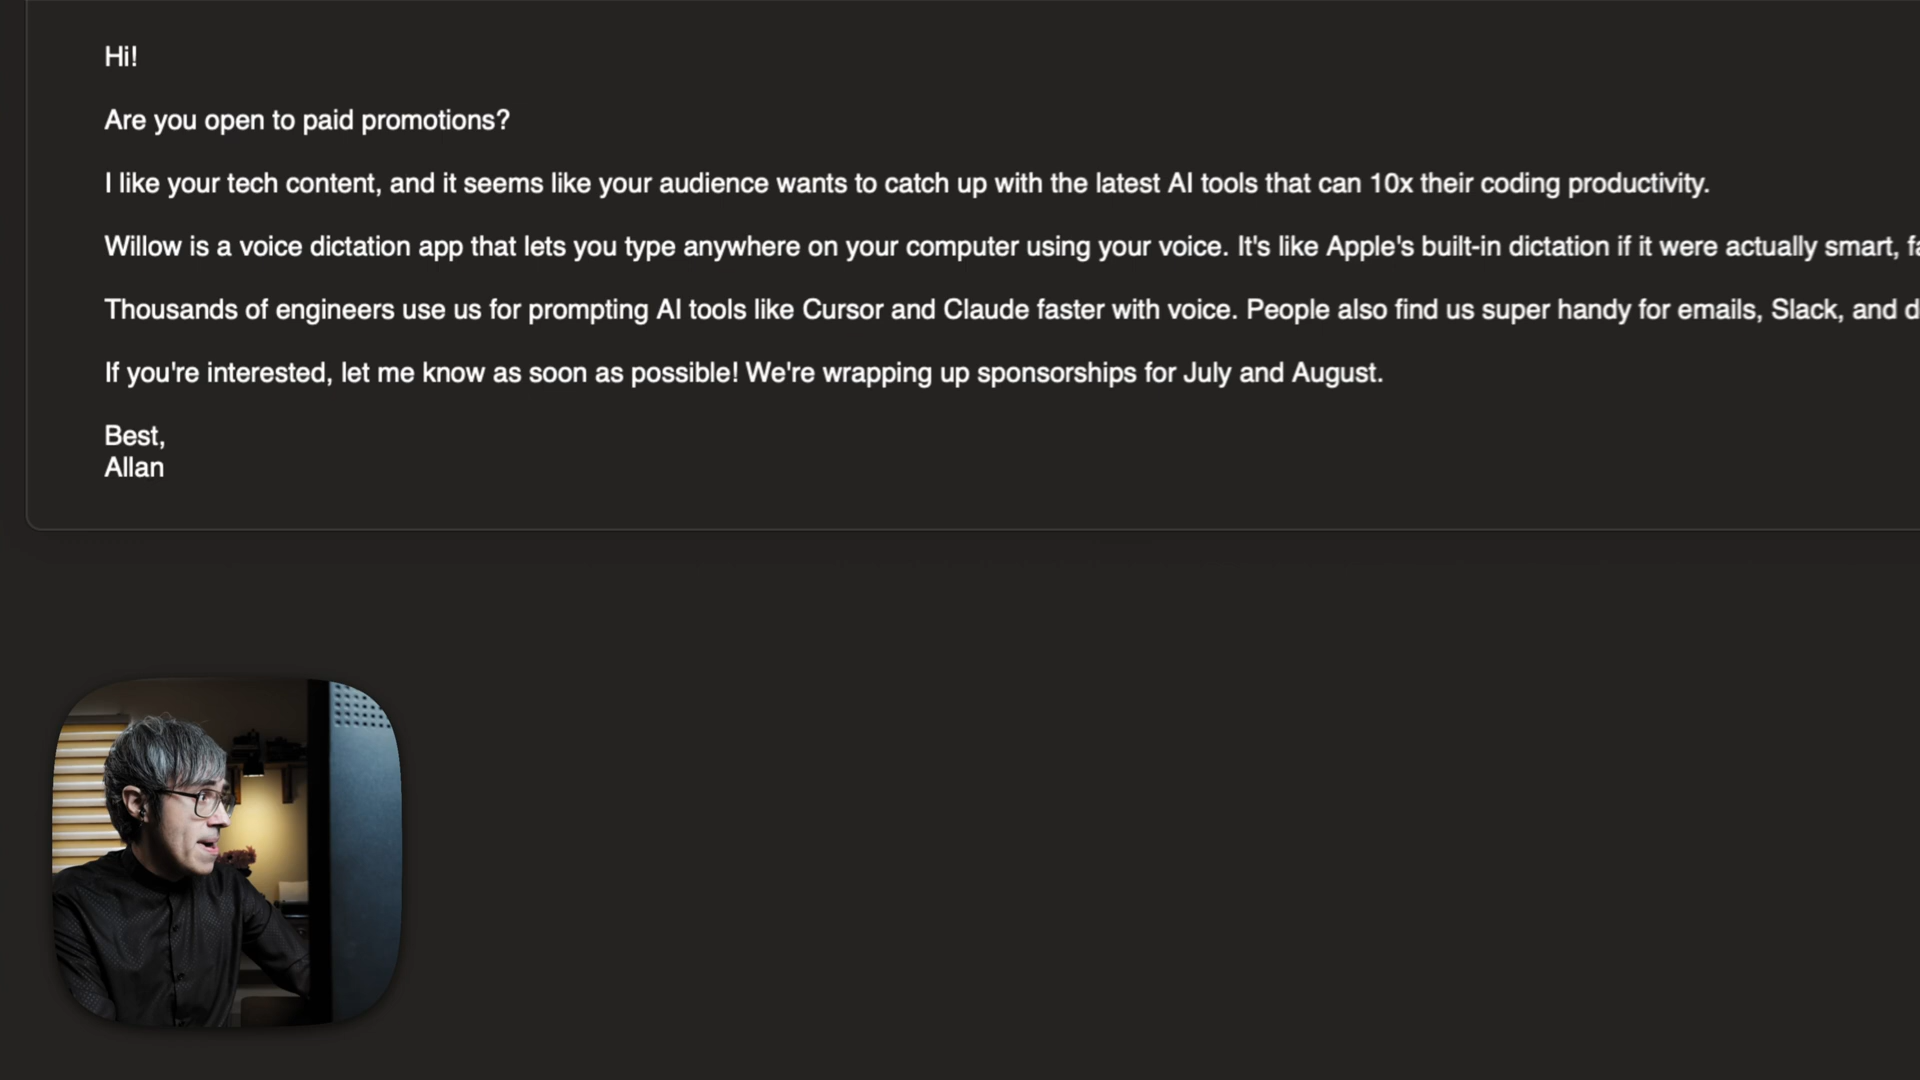 Hi!
Are you open to paid promotions?
I like your tech content, and it seems like your audience wants to catch up with the latest AI tools that can 10x their coding productivity.
Willow is a voice dictation app that lets you type anywhere on your computer using your voice. It's like Apple's built-in dictation if it were actually smart,
Thousands of engineers use us for prompting AI tools like Cursor and Claude faster with voice. People also find us super handy for emails, Slack, and
If you're interested, let me know as soon as possible! We're wrapping up sponsorships for July and August.
Best,
Allan